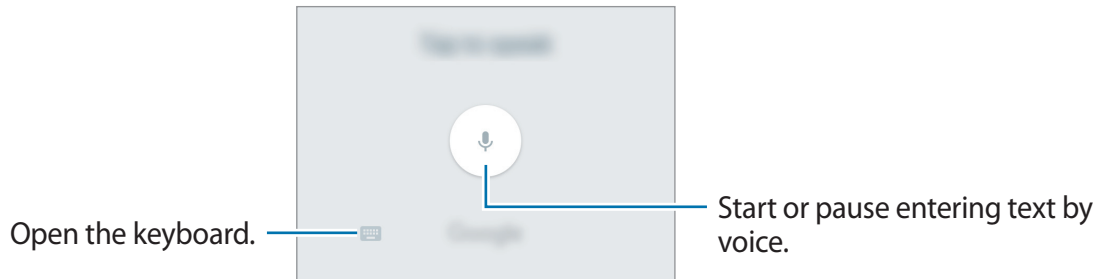 Open the keyboard.
Start or pause entering text by
voice.